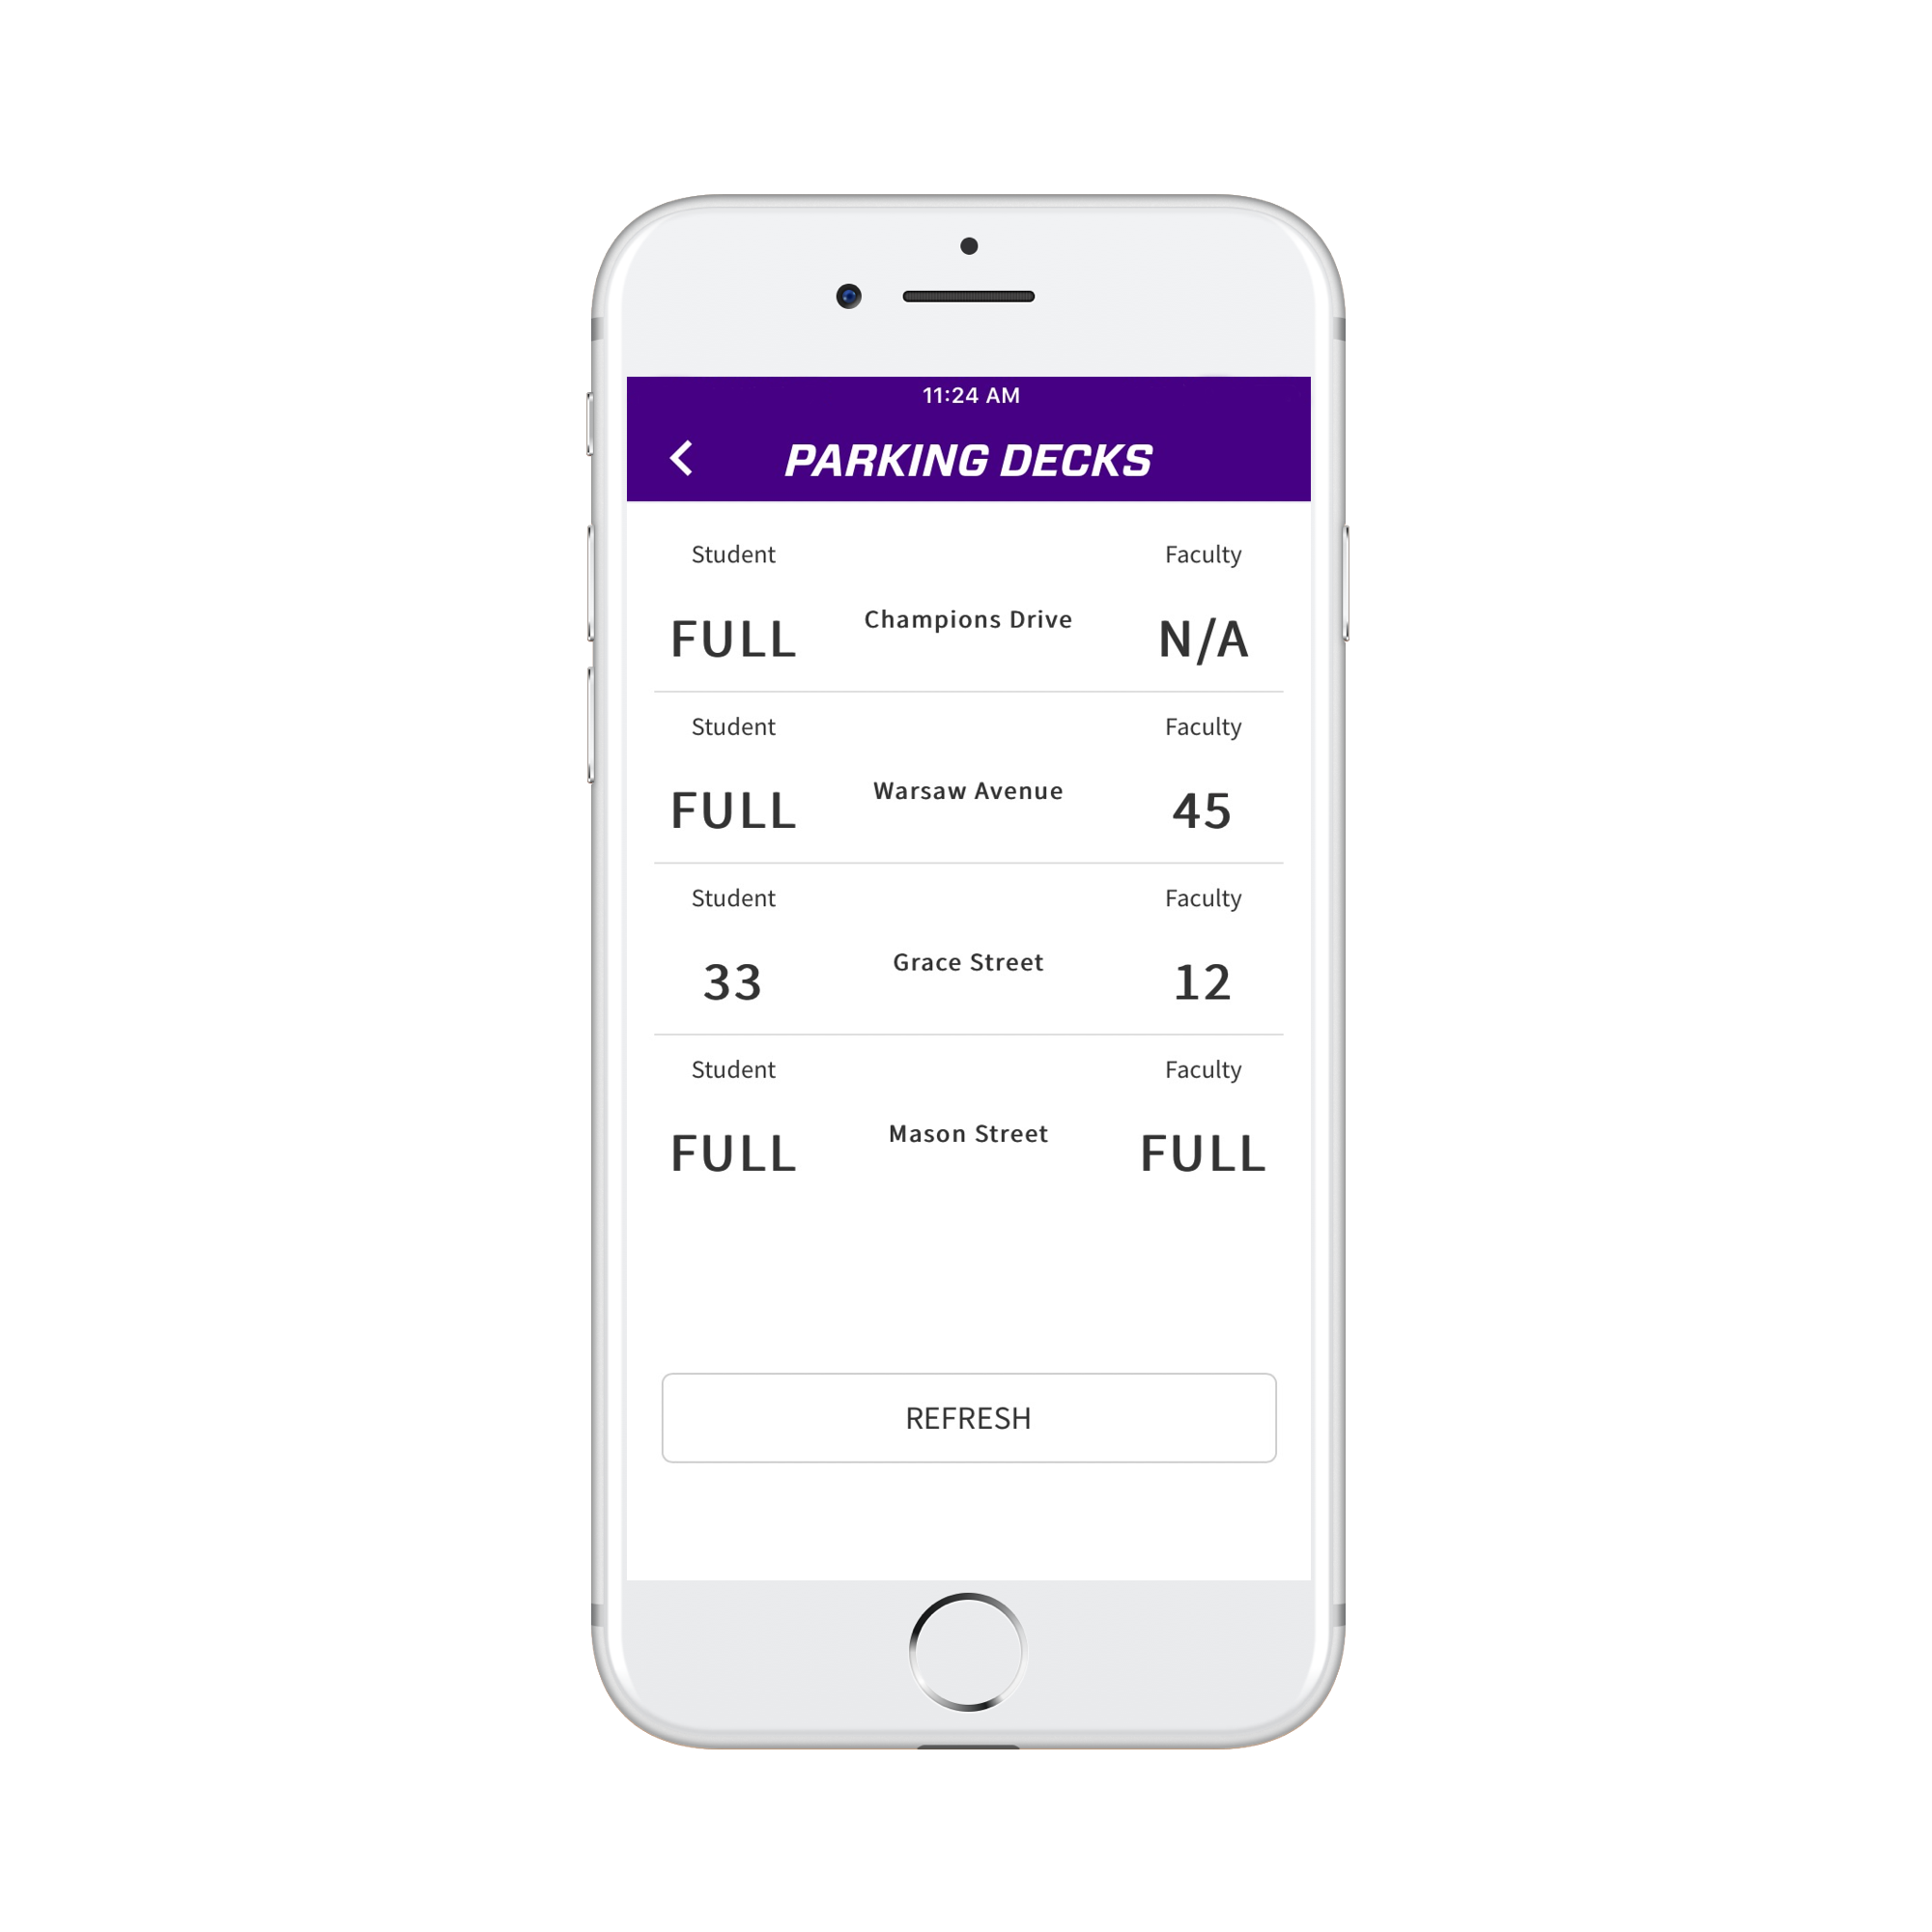 11:24 AM
PARKING DECKS
Student
Faculty
Champions Drive
FULL
N/A
Student
Faculty
Warsaw Avenue
FULL
45
Student
Faculty
Grace Street
33
12
Student
Faculty
Mason Street
FULL
FULL
REFRESH